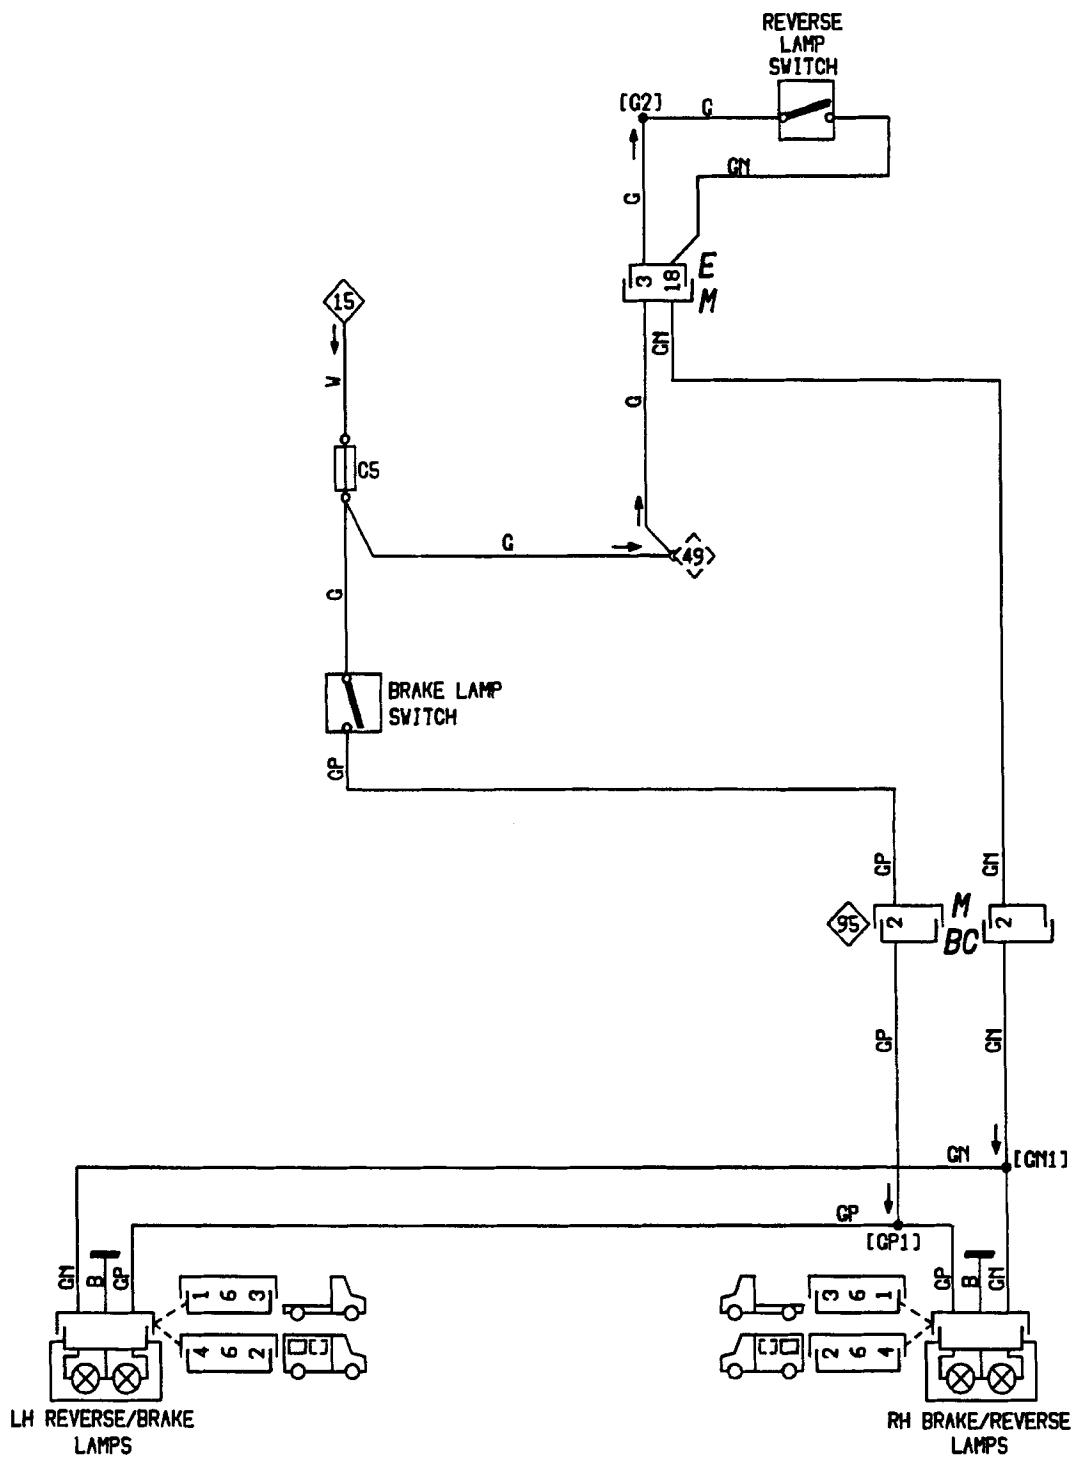 REVERSE
LAMP
SWITCH
[G2]
G
GN
G
3
18
E
M
15
GN
W
G
C5
G
49
G
BRAKE LAMP
SWITCH
GP
GP
GN
95
2
M
BC
2
GP
GN
GN
[GN1]
GP
[GP1]
GN
B
GP
1 6 3
4 6 2
3 6 1
2 6 4
GP
B
GN
LH REVERSE/BRAKE
LAMPS
RH BRAKE/REVERSE
LAMPS